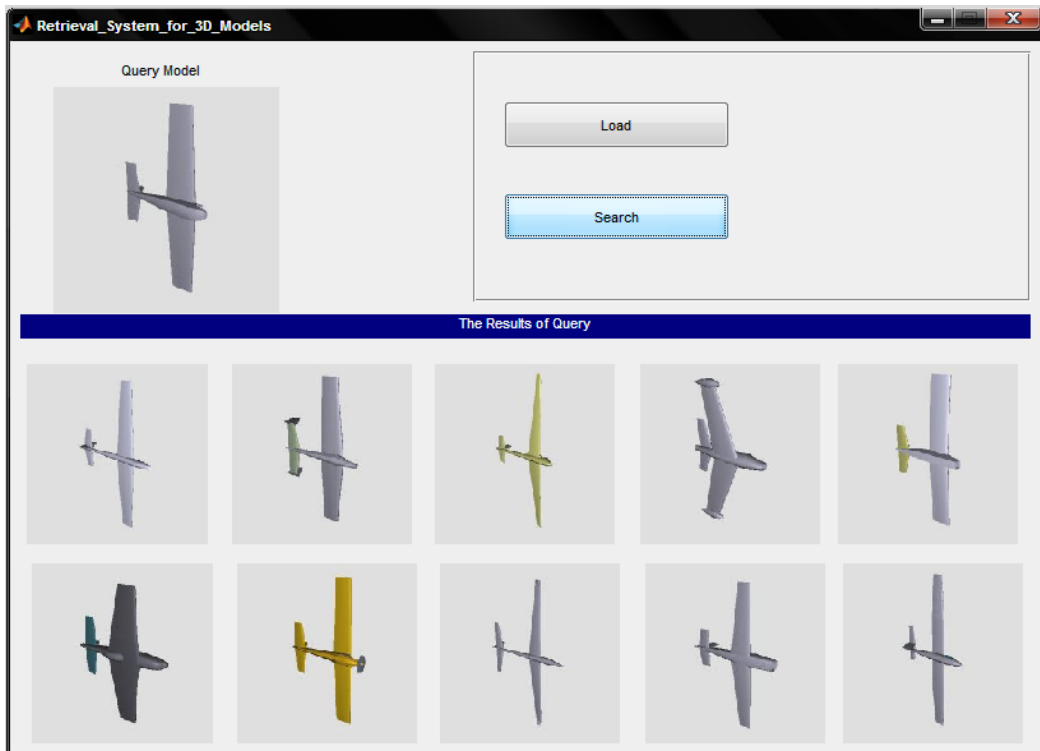 Retrieval_System_for_3D_Models
Query Model
Load
Search
The Results of Query